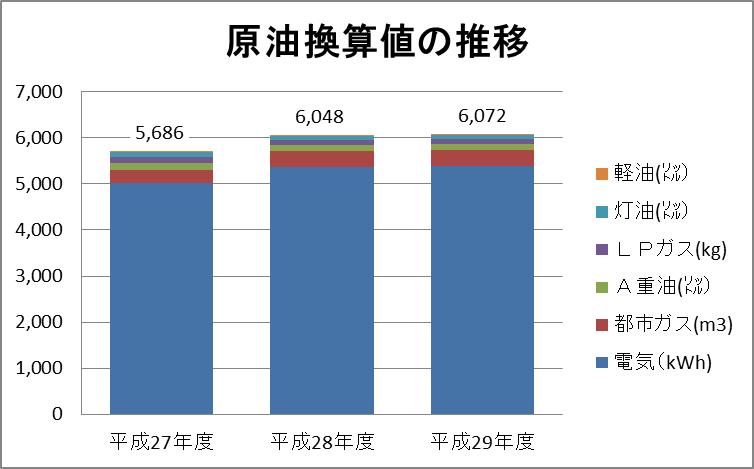 原油換算値の推移
7,000
6,000
5,000
4,000
3,000
2,000
1,000
0
5,686
6,048
6,072
平成27年度
平成28年度
平成29年度
軽油(㍑)
灯油(㍑)
ＬＰガス(kg)
Ａ重油(㍑)
都市ガス(m3)
電気（kWh)